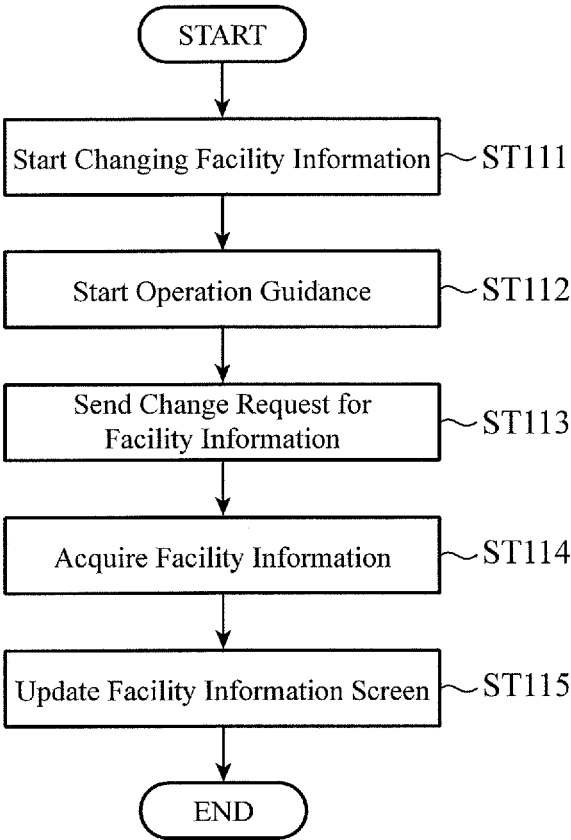 START
Start Changing Facility Information
ST111
Start Operation Guidance
ST112
Send Change Request for
Facility Information
ST113
Acquire Facility Information
ST114
Update Facility Information Screen
ST115
END